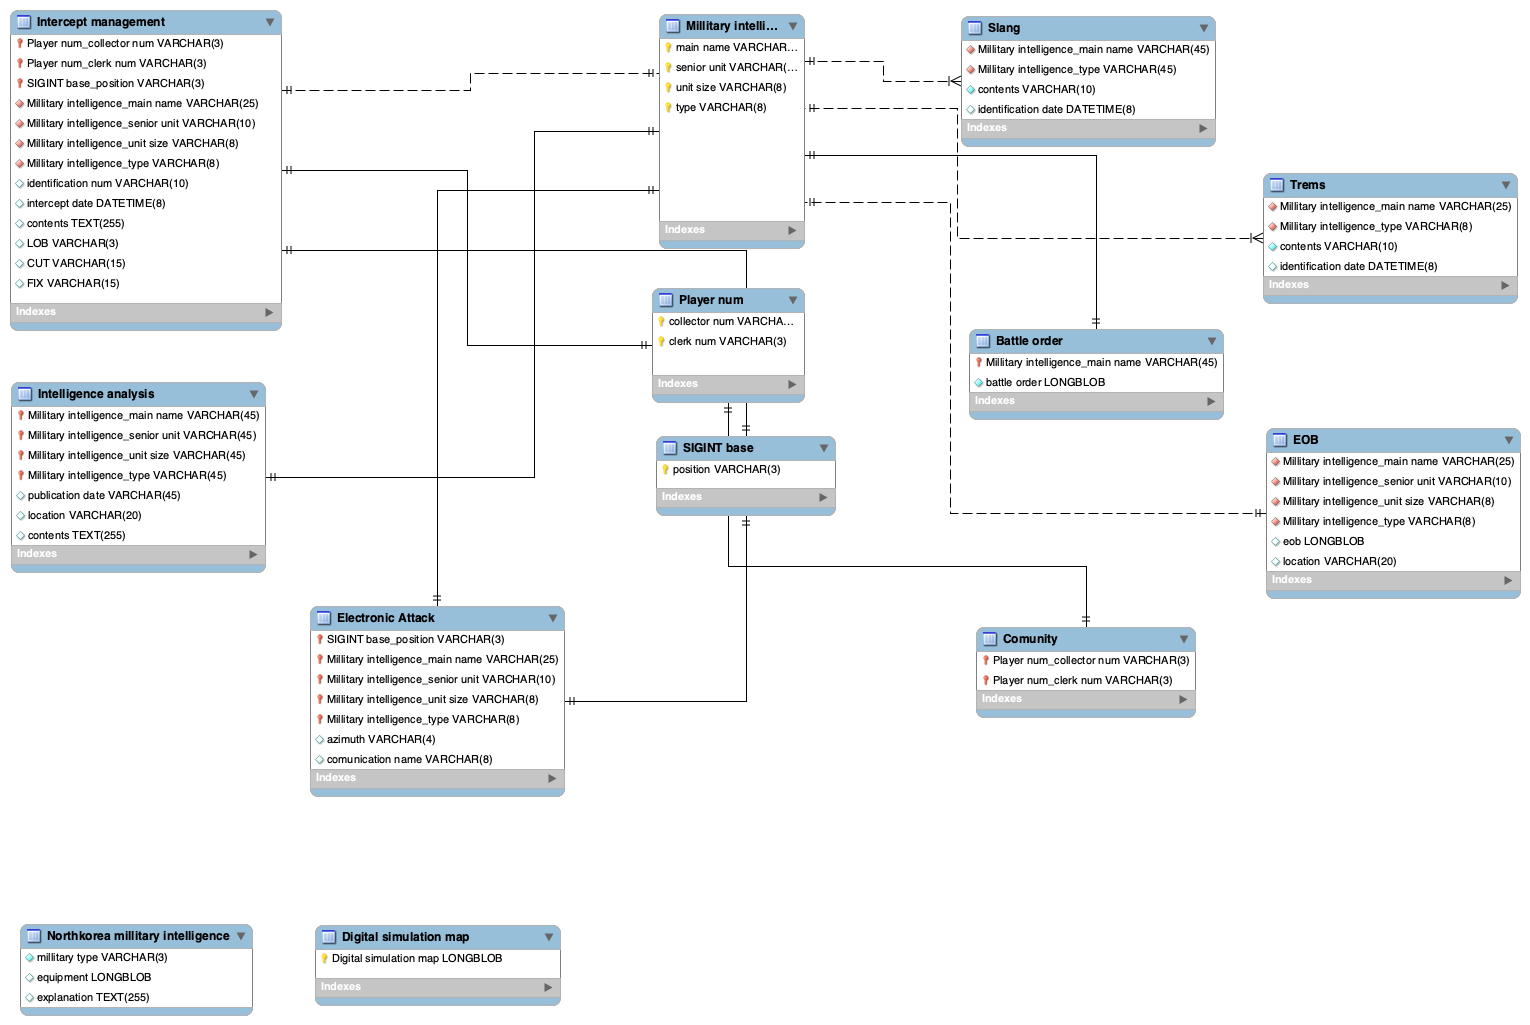 Intercept management
Player num_collector num VARCHAR(3)
Player num_clerk num VARCHAR(3)
SIGINT base_position VARCHAR(3)
Millitary intelligence_main name VARCHAR(25)
Millitary intelligence_senior unit VARCHAR(10)
Millitary intelligence_unit size VARCHAR(8)
Millitary intelligence_type VARCHAR(8)
identification num VARCHAR(10)
intercept date DATETIME(8)
contents TEXT(255)
LOB VARCHAR(3)
CUT VARCHAR(15)
FIX VARCHAR(15)
Indexes
Millitary intelli...
main name VARCHAR...
senior unit VARCHAR(...
unit size VARCHAR(8)
type VARCHAR(8)
Indexes
Slang
Millitary intelligence_main name VARCHAR(45)
Millitary intelligence_type VARCHAR(45)
contents VARCHAR(10)
identification date DATETIME(8)
Indexes
Trems
Millitary intelligence_main name VARCHAR(25)
Millitary intelligence_type VARCHAR(8)
contents VARCHAR(10)
identification date DATETIME(8)
Indexes
Player num
collector num VARCHA...
clerk num VARCHAR(3)
Indexes
Battle order
Millitary intelligence_main name VARCHAR(45)
battle order LONGBLOB
Indexes
Intelligence analysis
Millitary intelligence_main name VARCHAR(45)
Millitary intelligence_senior unit VARCHAR(45)
Millitary intelligence_unit size VARCHAR(45)
Millitary intelligence_type VARCHAR(45)
publication date VARCHAR(45)
location VARCHAR(20)
contents TEXT(255)
Indexes
SIGINT base
position VARCHAR(3)
Indexes
EOB
Millitary intelligence_main name VARCHAR(25)
Millitary intelligence_senior unit VARCHAR(10)
Millitary intelligence_unit size VARCHAR(8)
Millitary intelligence_type VARCHAR(8)
eob LONGBLOB
location VARCHAR(20)
Indexes
Electronic Attack
SIGINT base_position VARCHAR(3)
Millitary intelligence_main name VARCHAR(25)
Millitary intelligence_senior unit VARCHAR(10)
Millitary intelligence_unit size VARCHAR(8)
Millitary intelligence_type VARCHAR(8)
azimuth VARCHAR(4)
comunication name VARCHAR(8)
Indexes
Comunity
Player num_collector num VARCHAR(3)
Player num_clerk num VARCHAR(3)
Indexes
Northkorea millitary intelligence
millitary type VARCHAR(3)
equipment LONGBLOB
explanation TEXT(255)
Digital simulation map
Digital simulation map LONGBLOB
Indexes